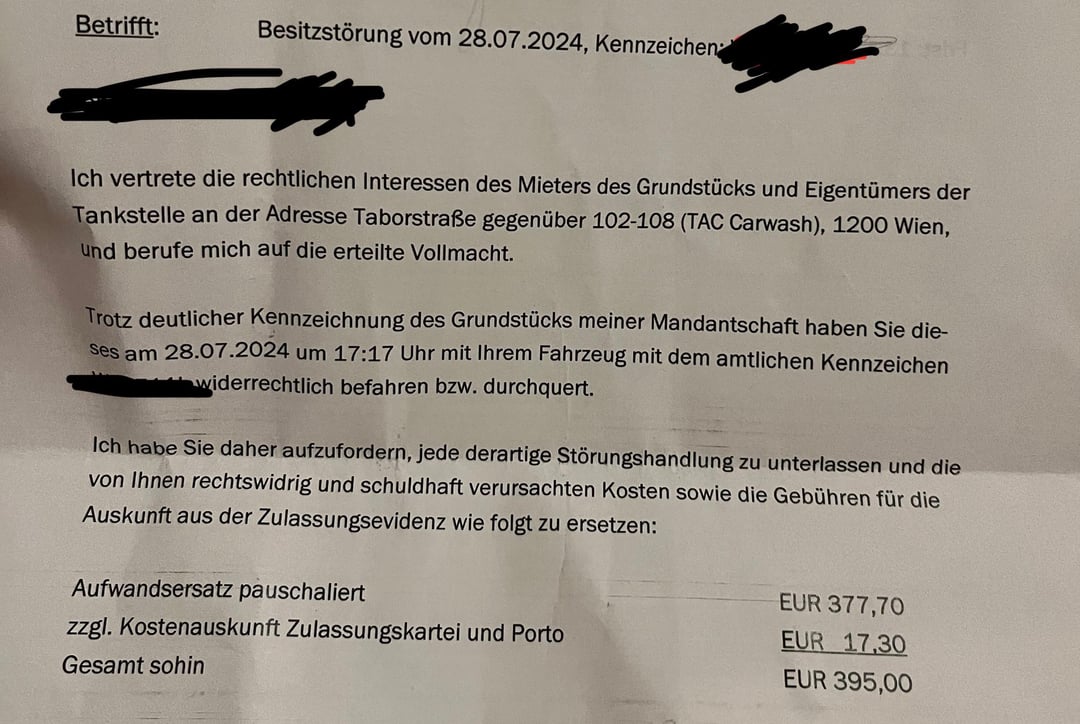 Betrifft: Besitzstörung vom 28.07.2024, Kennzeichen:
Ich vertrete die rechtlichen Interessen des Mieters des Grundstücks und Eigentümers der
Tankstelle an der Adresse Taborstraße gegenüber 102-108 (TAC Carwash), 1200 Wien,
und berufe mich auf die erteilte Vollmacht.
Trotz deutlicher Kennzeichnung des Grundstücks meiner Mandantschaft haben Sie die-
ses am 28.07.2024 um 17:17 Uhr mit Ihrem Fahrzeug mit dem amtlichen Kennzeichen
widerrechtlich befahren bzw. durchquert.
Ich habe Sie daher aufzufordern, jede derartige Störungshandlung zu unterlassen und die
von Ihnen rechtswidrig und schuldhaft verursachten Kosten sowie die Gebühren für die
Auskunft aus der Zulassungsevidenz wie folgt zu ersetzen:
Aufwandsersatz pauschaliert EUR 377,70
zzgl. Kostenauskunft Zulassungskartei und Porto EUR 17,30
Gesamt sohin EUR 395,00